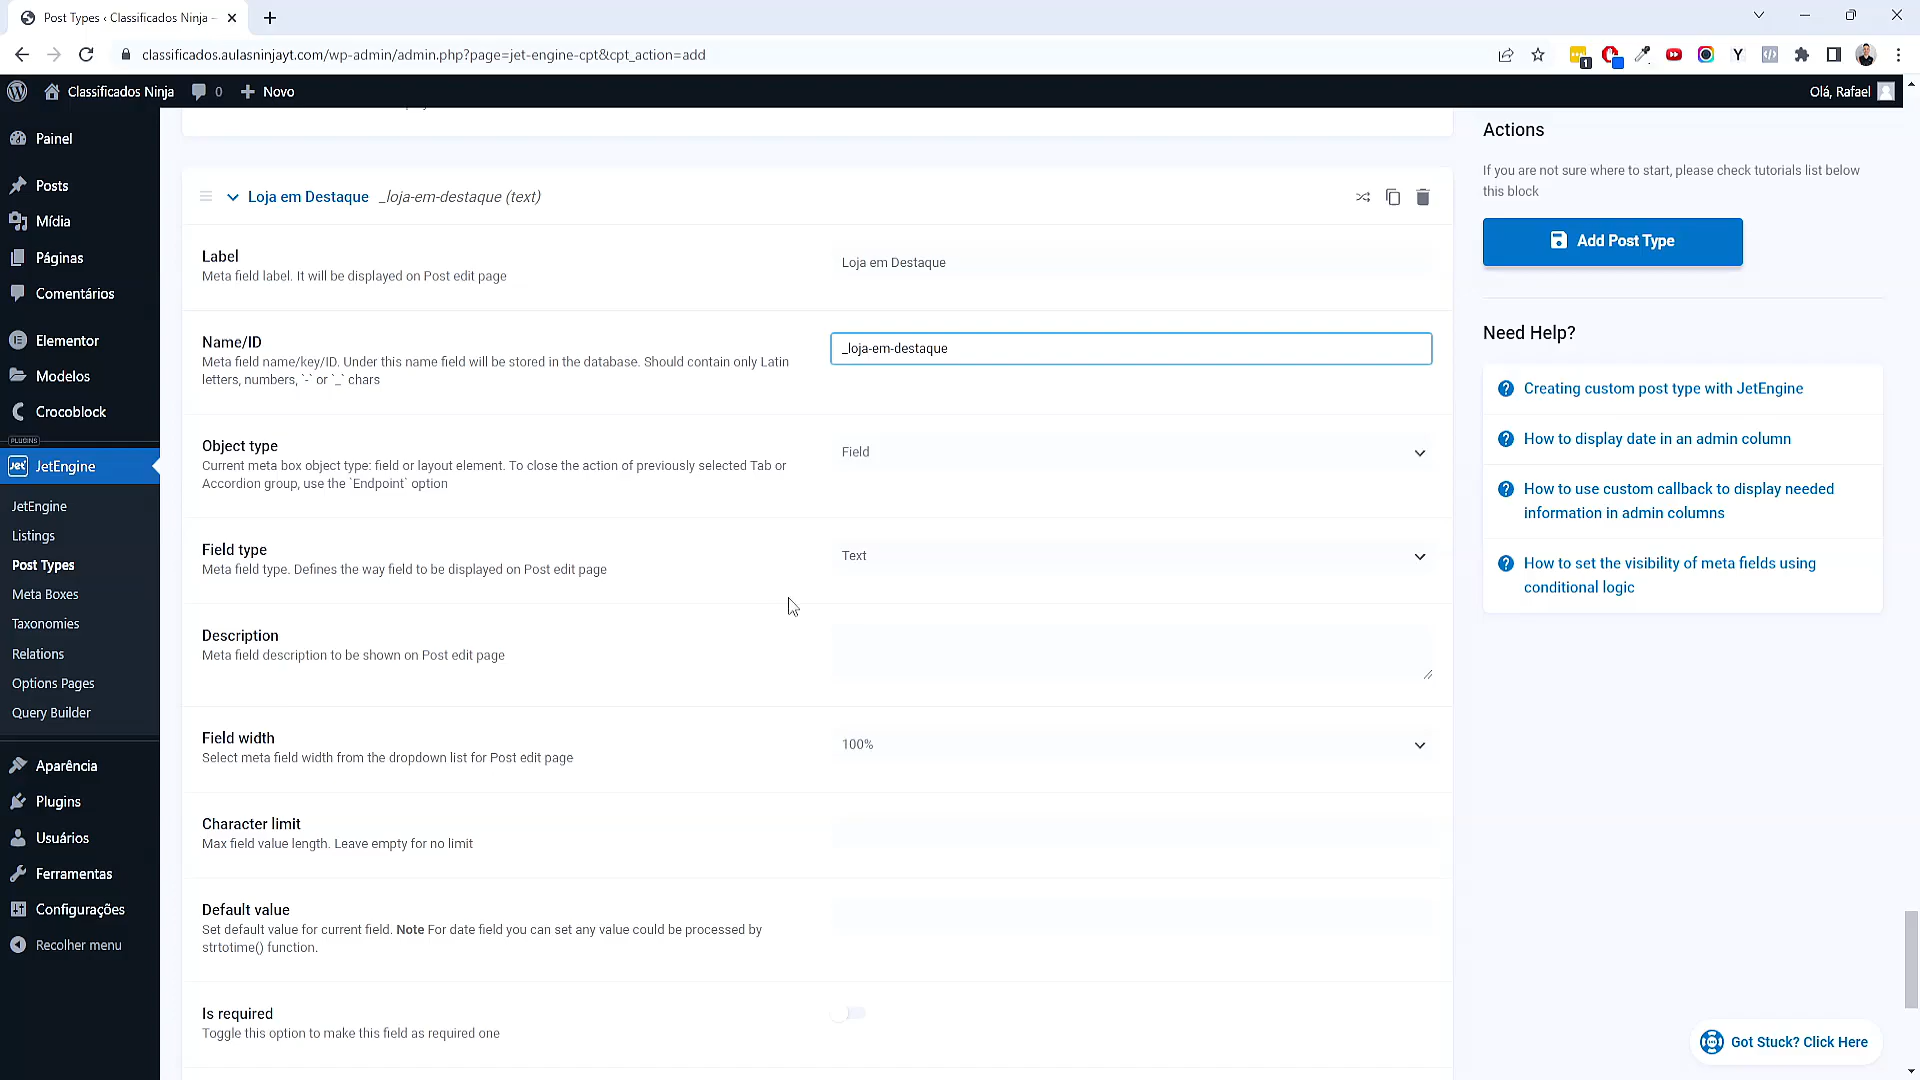 Post Types ‹ Classificados Ninja –
classificados.aulasninjayt.com/wp-admin/admin.php?page=jet-engine-cpt&cpt_action=add
1
Y
Classificados Ninja
0
Novo
Olá, Rafael
Painel
Posts
Mídia
Páginas
Comentários
Elementor
Modelos
Crocoblock
PLUGINS
Jet
JetEngine
JetEngine
Listings
Post Types
Meta Boxes
Taxonomies
Relations
Options Pages
Query Builder
Aparência
Plugins
Usuários
Ferramentas
Configurações
Recolher menu
Loja em Destaque _loja-em-destaque (text)
Label
Meta field label. It will be displayed on Post edit page
Loja em Destaque
Name/ID
Meta field name/key/ID. Under this name field will be stored in the database. Should contain only Latin
letters, numbers, `-` or `_` chars
_loja-em-destaque
Object type
Current meta box object type: field or layout element. To close the action of previously selected Tab or
Accordion group, use the `Endpoint` option
Field
Field type
Meta field type. Defines the way field to be displayed on Post edit page
Text
Description
Meta field description to be shown on Post edit page
Field width
Select meta field width from the dropdown list for Post edit page
100%
Character limit
Max field value length. Leave empty for no limit
Default value
Set default value for current field. Note For date field you can set any value could be processed by
strtotime() function.
Is required
Toggle this option to make this field as required one
Actions
If you are not sure where to start, please check tutorials list below
this block
Add Post Type
Need Help?
Creating custom post type with JetEngine
How to display date in an admin column
How to use custom callback to display needed
information in admin columns
How to set the visibility of meta fields using
conditional logic
Got Stuck? Click Here